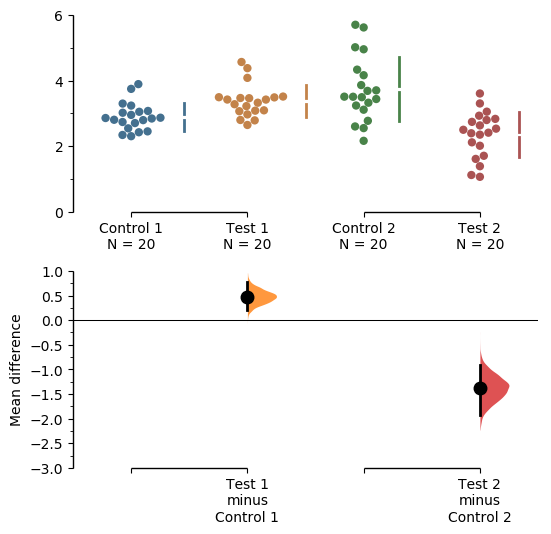 6
4
2
0
Control 1
N = 20
Test 1
N = 20
Control 2
N = 20
Test 2
N = 20
Mean difference
1.0
0.5
0.0
−0.5
−1.0
−1.5
−2.0
−2.5
−3.0
Test 1
minus
Control 1
Test 2
minus
Control 2